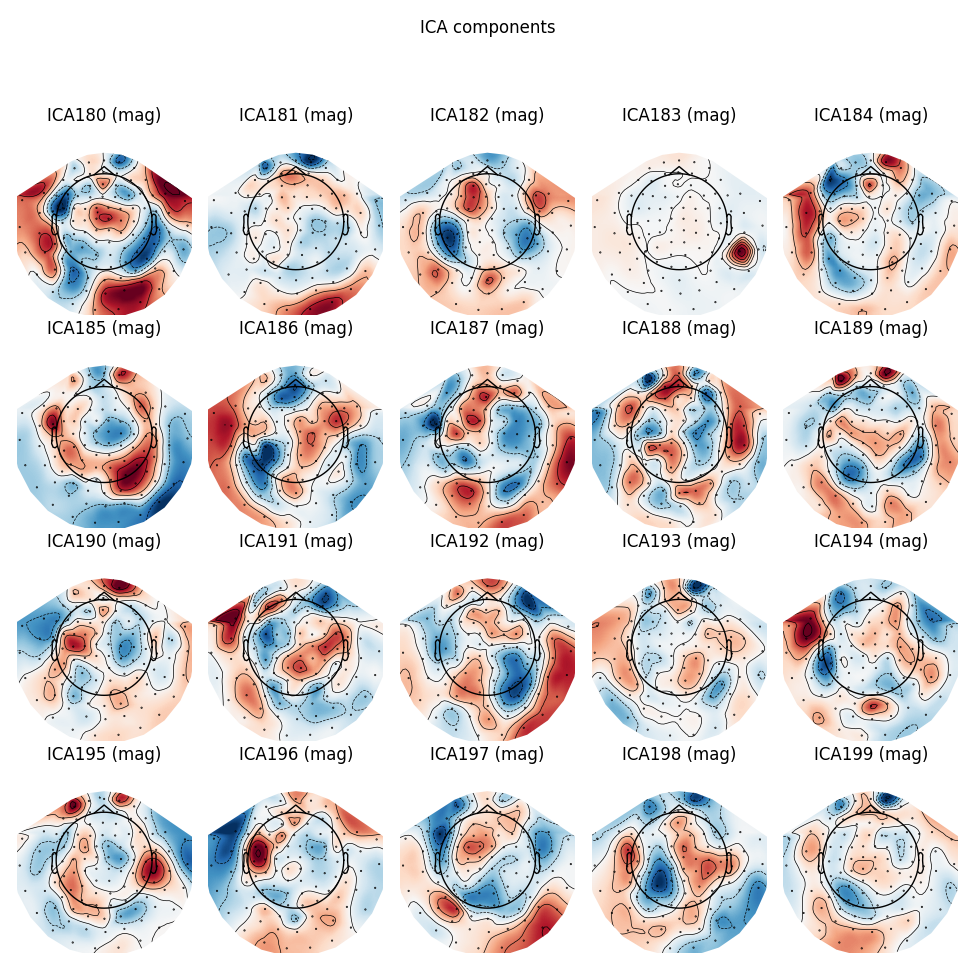 ICA components
ICA180 (mag) ICA181 (mag) ICA182 (mag) ICA183 (mag) ICA184 (mag)
ICA185 (mag) ICA186 (mag) ICA187 (mag) ICA188 (mag) ICA189 (mag)
ICA190 (mag) ICA191 (mag) ICA192 (mag) ICA193 (mag) ICA194 (mag)
ICA195 (mag) ICA196 (mag) ICA197 (mag) ICA198 (mag) ICA199 (mag)